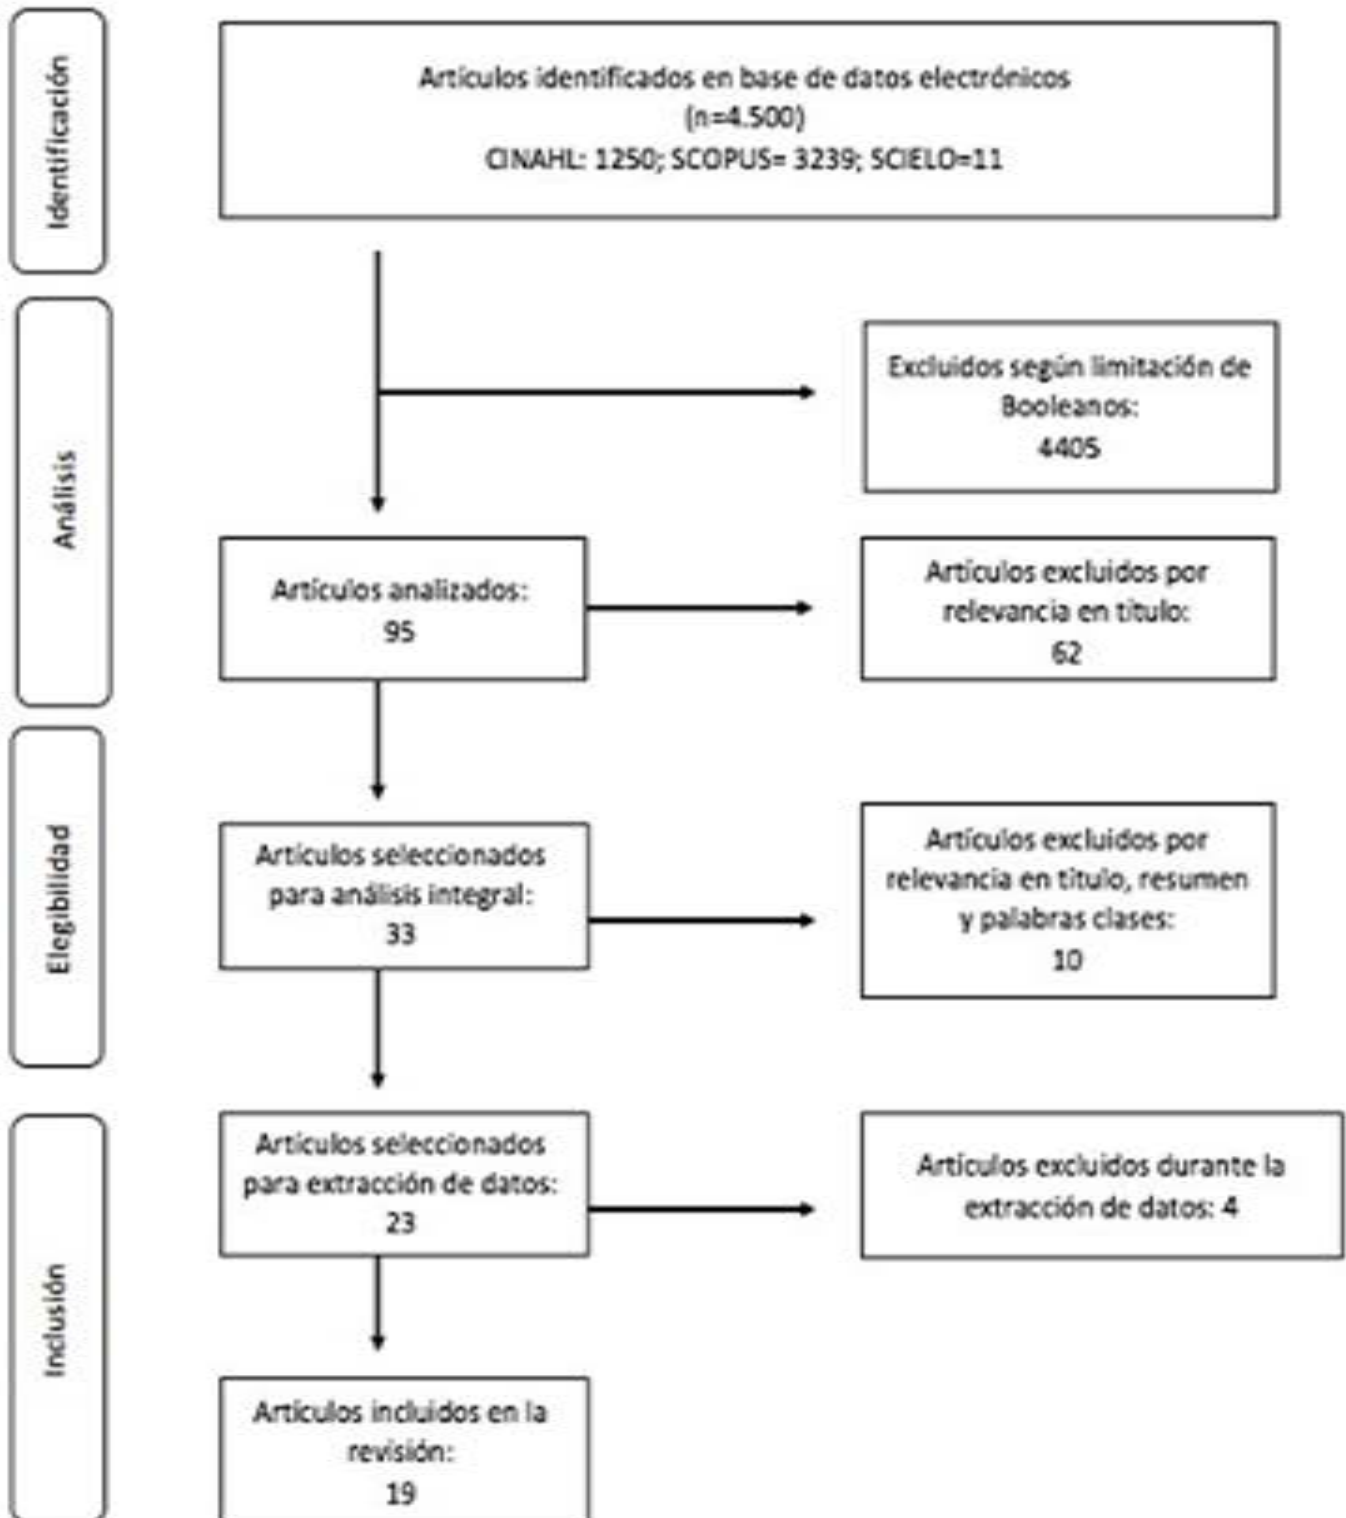 Identificación
Artículos identificados en base de datos electrónicos
(n=4.500)
CINAHL: 1250; SCOPUS= 3239; SCIELO=11
Análisis
Excluidos según limitación de
Booleanos:
4405
Artículos analizados:
95
Artículos excluidos por
relevancia en título:
62
Elegibilidad
Artículos seleccionados
para análisis integral:
33
Artículos excluidos por
relevancia en título, resumen
y palabras clases:
10
Inclusión
Artículos seleccionados
para extracción de datos:
23
Artículos excluidos durante la
extracción de datos: 4
Artículos incluidos en la
revisión:
19